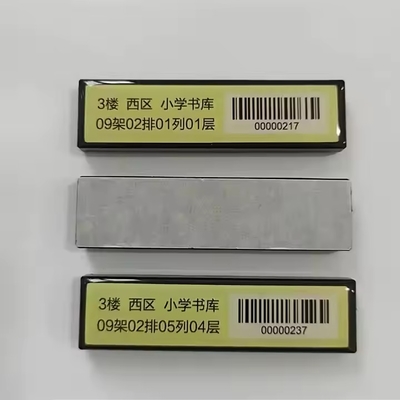 3楼 西区 小学书库
09架02排01列01层
00000217
3楼 西区 小学书库
09架02排05列04层
00000237